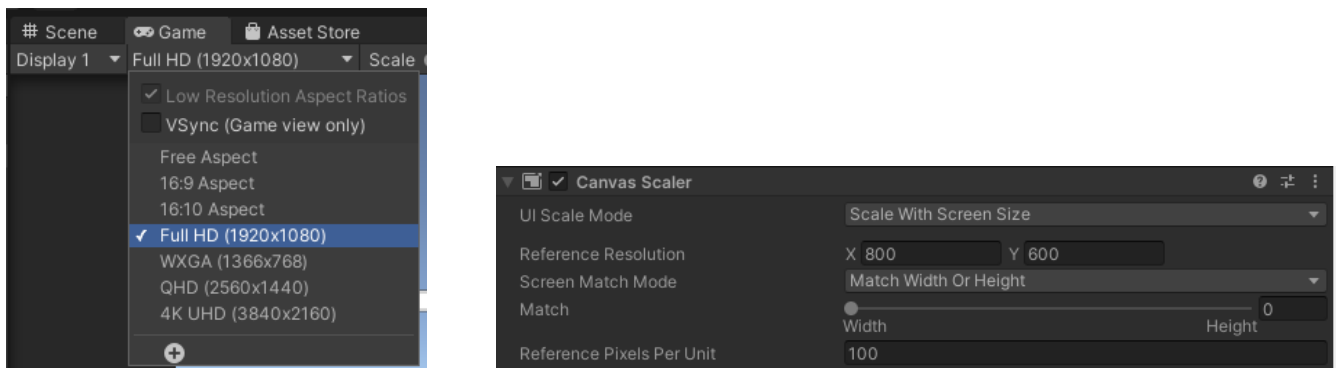 Scene Game Asset Store
Display 1 Full HD (1920x1080) Scale
Low Resolution Aspect Ratios
VSync (Game view only)
Free Aspect
16:9 Aspect
16:10 Aspect
Full HD (1920x1080)
WXGA (1366x768)
QHD (2560x1440)
4K UHD (3840x2160)
Canvas Scaler
UI Scale Mode Scale With Screen Size
Reference Resolution X 800 Y 600
Screen Match Mode Match Width Or Height
Match 0
Width Height
Reference Pixels Per Unit 100